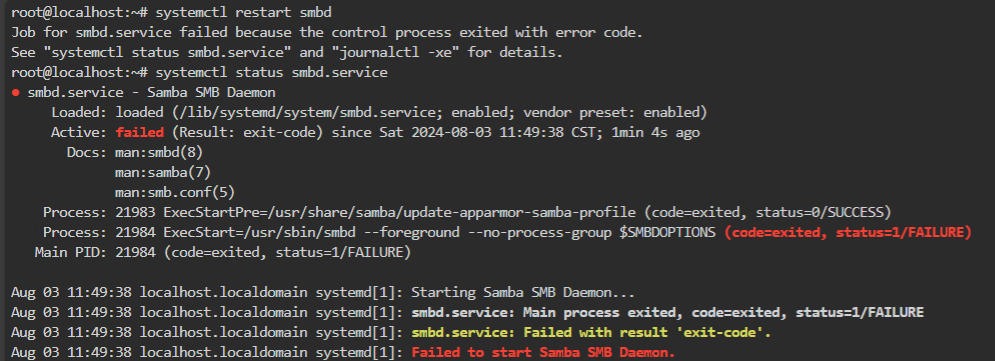 root@localhost:~# systemctl restart smbd
Job for smbd.service failed because the control process exited with error code.
See "systemctl status smbd.service" and "journalctl -xe" for details.
root@localhost:~# systemctl status smbd.service
● smbd.service - Samba SMB Daemon
     Loaded: loaded (/lib/systemd/system/smbd.service; enabled; vendor preset: enabled)
     Active: failed (Result: exit-code) since Sat 2024-08-03 11:49:38 CST; 1min 4s ago
       Docs: man:smbd(8)
             man:samba(7)
             man:smb.conf(5)
    Process: 21983 ExecStartPre=/usr/share/samba/update-apparmor-samba-profile (code=exited, status=0/SUCCESS)
    Process: 21984 ExecStart=/usr/sbin/smbd --foreground --no-process-group $SMBDOPTIONS (code=exited, status=1/FAILURE)
   Main PID: 21984 (code=exited, status=1/FAILURE)

Aug 03 11:49:38 localhost.localdomain systemd[1]: Starting Samba SMB Daemon...
Aug 03 11:49:38 localhost.localdomain systemd[1]: smbd.service: Main process exited, code=exited, status=1/FAILURE
Aug 03 11:49:38 localhost.localdomain systemd[1]: smbd.service: Failed with result 'exit-code'.
Aug 03 11:49:38 localhost.localdomain systemd[1]: Failed to start Samba SMB Daemon.